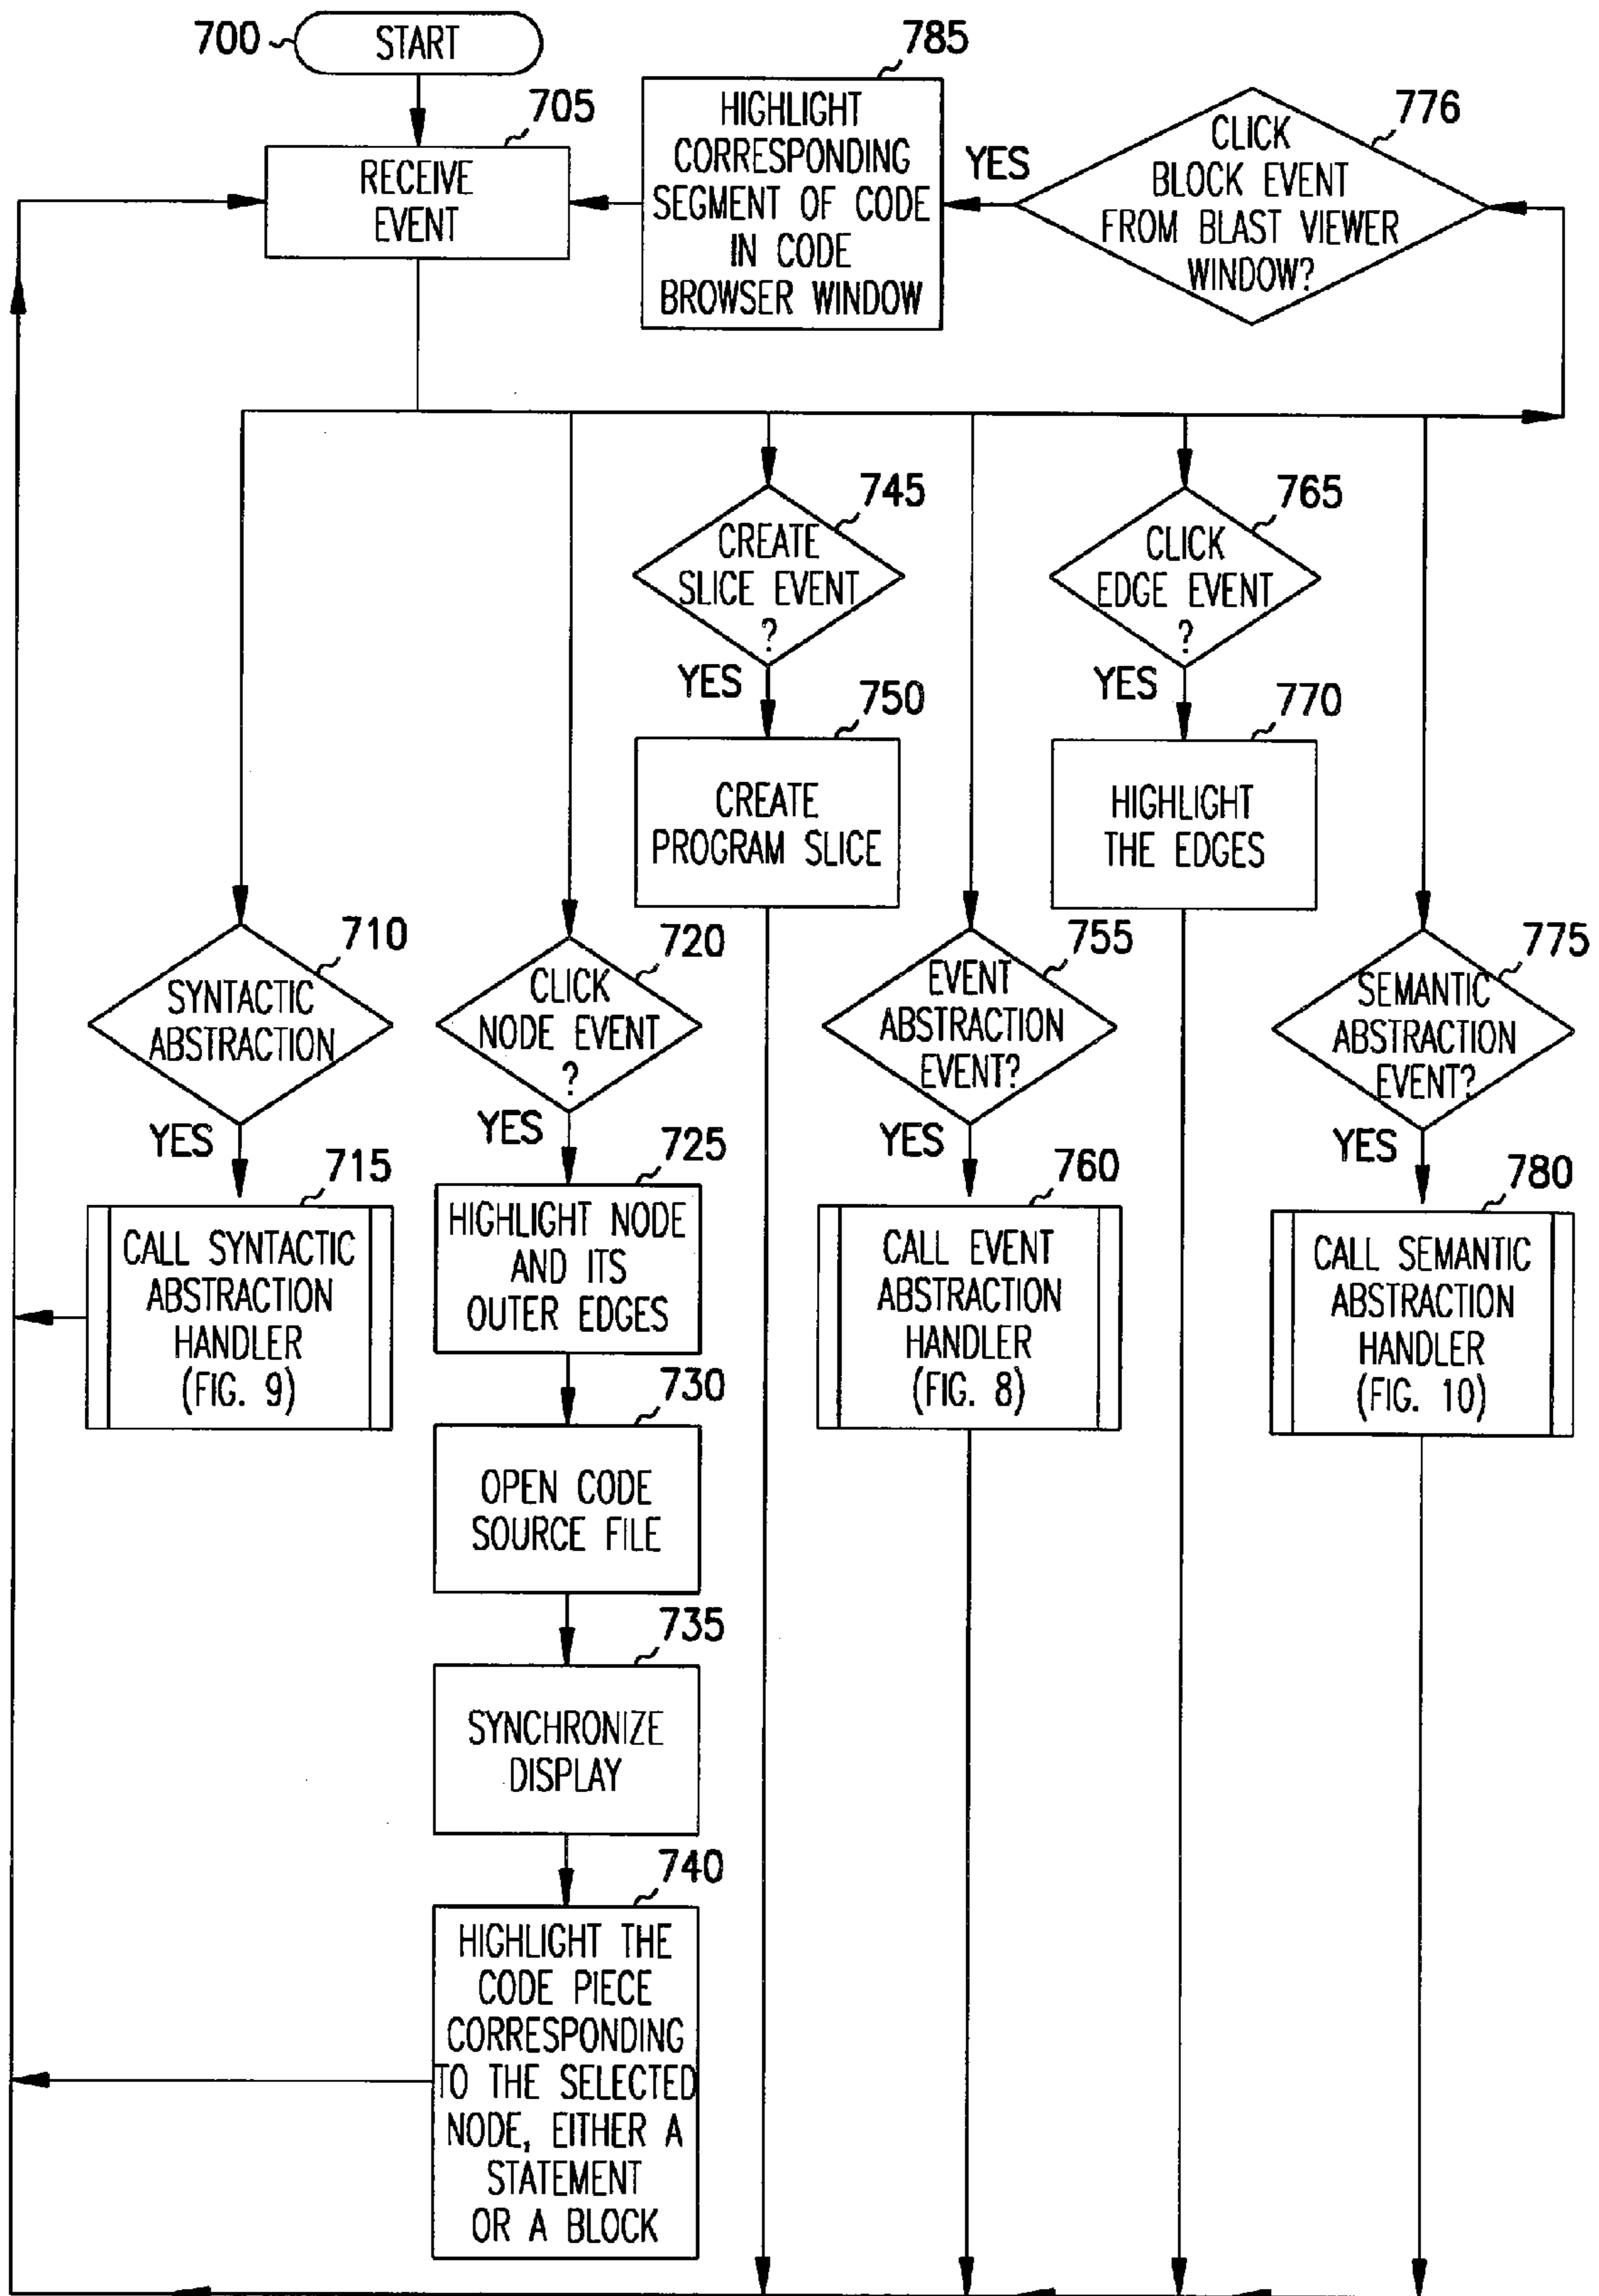 700
START
705
RECEIVE
EVENT
785
HIGHLIGHT
CORRESPONDING
SEGMENT OF CODE
IN CODE
BROWSER WINDOW
YES
776
CLICK
BLOCK EVENT
FROM BLAST VIEWER
WINDOW?
745
CREATE
SLICE EVENT
?
YES
750
CREATE
PROGRAM SLICE
765
CLICK
EDGE EVENT
?
YES
770
HIGHLIGHT
THE EDGES
710
SYNTACTIC
ABSTRACTION
YES
715
CALL SYNTACTIC
ABSTRACTION
HANDLER
(FIG. 9)
720
CLICK
NODE EVENT
?
YES
725
HIGHLIGHT NODE
AND ITS
OUTER EDGES
730
OPEN CODE
SOURCE FILE
735
SYNCHRONIZE
DISPLAY
740
HIGHLIGHT THE
CODE PIECE
CORRESPONDING
TO THE SELECTED
NODE, EITHER A
STATEMENT
OR A BLOCK
755
EVENT
ABSTRACTION
EVENT?
YES
760
CALL EVENT
ABSTRACTION
HANDLER
(FIG. 8)
775
SEMANTIC
ABSTRACTION
EVENT?
YES
780
CALL SEMANTIC
ABSTRACTION
HANDLER
(FIG. 10)